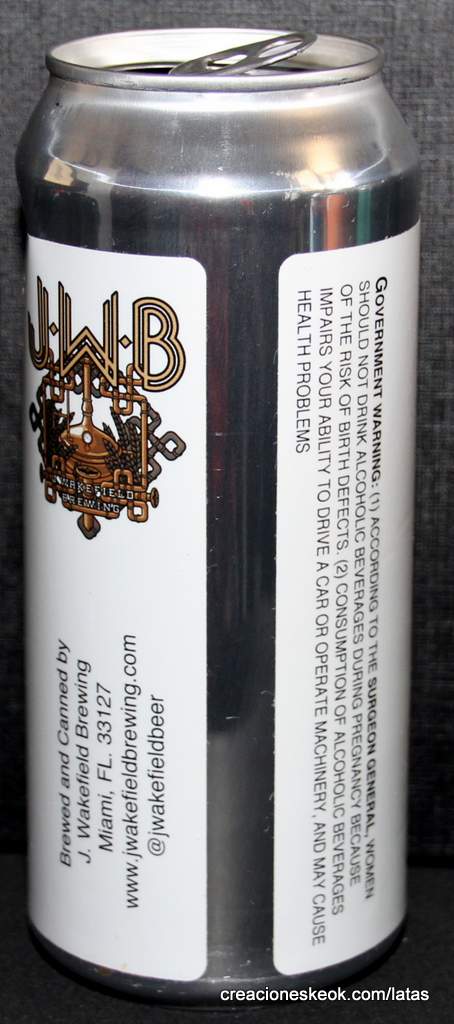 J·W·B
J. WAKEFIELD
BREWING
Brewed and Canned by
J. Wakefield Brewing
Miami, FL. 33127
www.jwakefieldbrewing.com
@jwakefieldbeer
GOVERNMENT WARNING: (1) ACCORDING TO THE SURGEON GENERAL, WOMEN
SHOULD NOT DRINK ALCOHOLIC BEVERAGES DURING PREGNANCY BECAUSE
OF THE RISK OF BIRTH DEFECTS. (2) CONSUMPTION OF ALCOHOLIC BEVERAGES
IMPAIRS YOUR ABILITY TO DRIVE A CAR OR OPERATE MACHINERY, AND MAY CAUSE
HEALTH PROBLEMS
creacioneskeok.com/latas